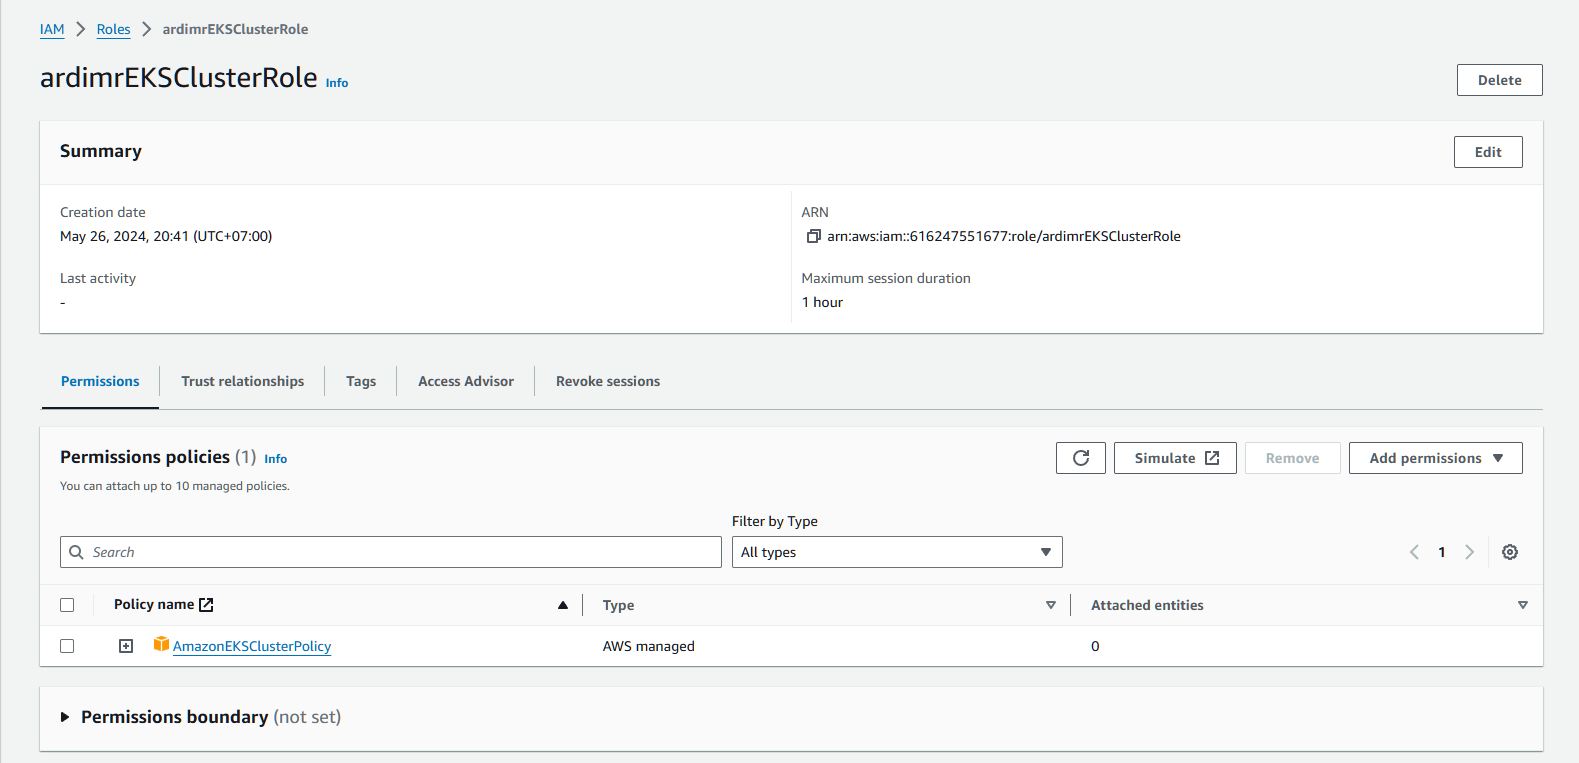 IAM > Roles > ardimrEKSClusterRole
ardimrEKSClusterRole Info
Delete
Summary
Edit
Creation date
May 26, 2024, 20:41 (UTC+07:00)
ARN
arn:aws:iam::616247551677:role/ardimrEKSClusterRole
Last activity
-
Maximum session duration
1 hour
Permissions Trust relationships Tags Access Advisor Revoke sessions
Permissions policies (1) Info
You can attach up to 10 managed policies.
Simulate Remove Add permissions
Filter by Type
Search All types 1
Policy name Type Attached entities
AmazonEKSClusterPolicy AWS managed 0
Permissions boundary (not set)